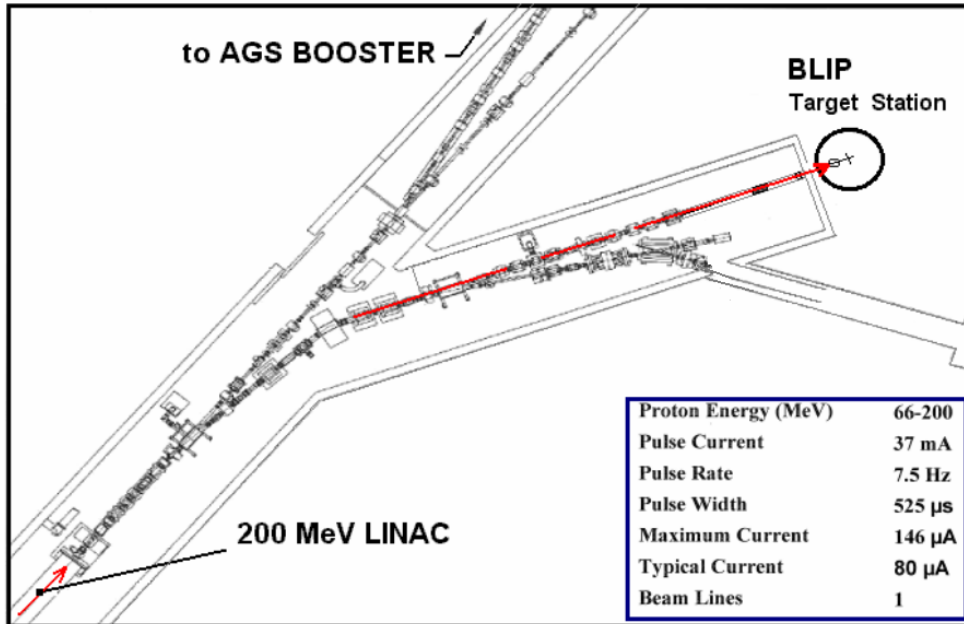 to AGS BOOSTER
BLIP
Target Station
200 MeV LINAC
Proton Energy (MeV) 66-200
Pulse Current 37 mA
Pulse Rate 7.5 Hz
Pulse Width 525 µs
Maximum Current 146 µA
Typical Current 80 µA
Beam Lines 1